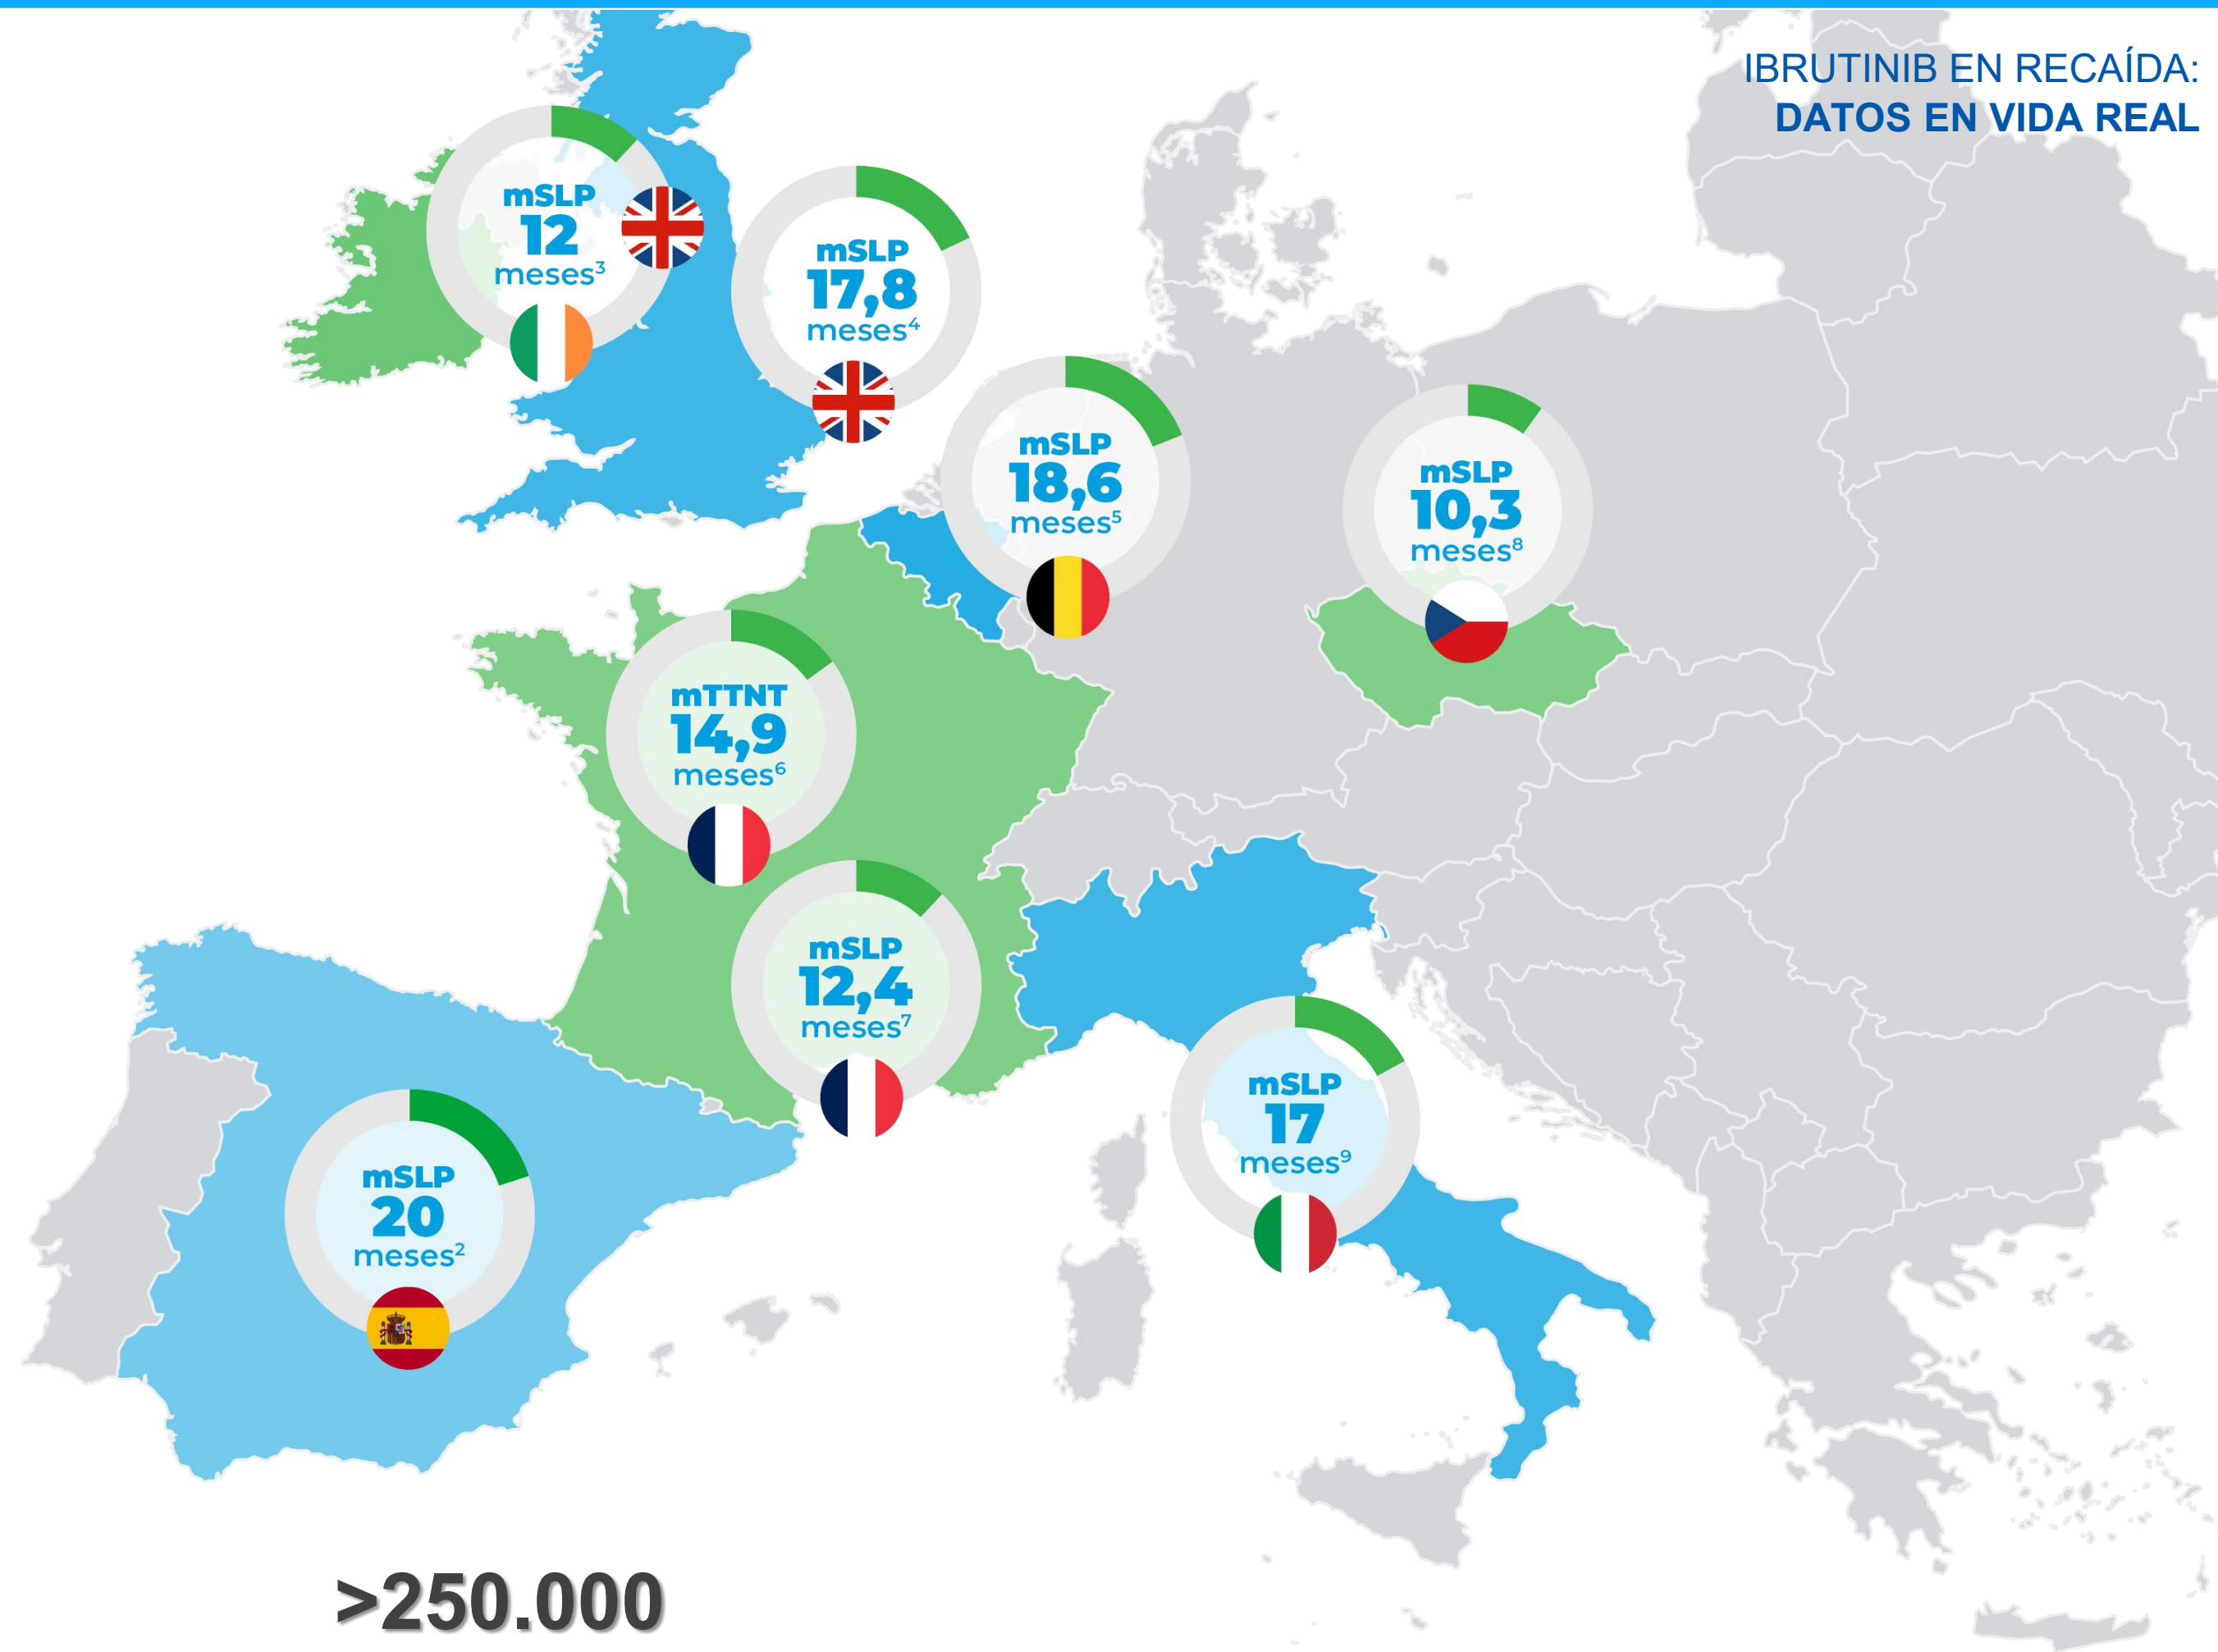 IBRUTINIB EN RECAÍDA:
DATOS EN VIDA REAL
mSLP
12
meses³
mSLP
17,8
meses⁴
mSLP
18,6
meses⁵
mSLP
10,3
meses⁸
mTTNT
14,9
meses⁶
mSLP
12,4
meses⁷
mSLP
17
meses⁹
mSLP
20
meses²
>250.000